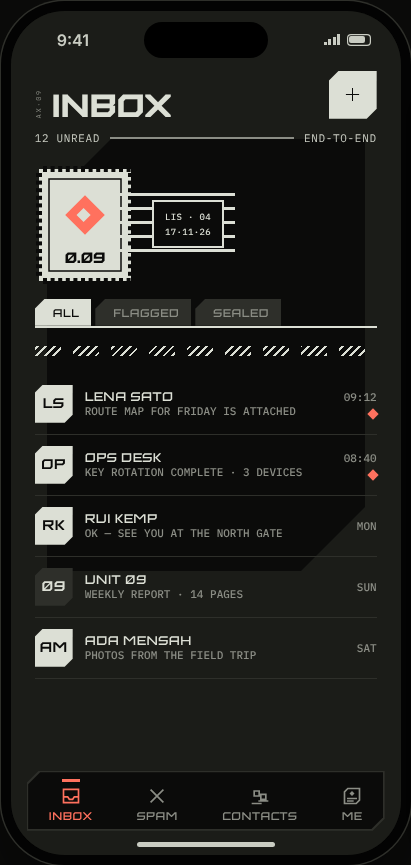 9:41
AX·09
INBOX
12 UNREAD
END-TO-END
0.09
LIS · 04
17·11·26
ALL
FLAGGED
SEALED
LS
LENA SATO
09:12
ROUTE MAP FOR FRIDAY IS ATTACHED
OP
OPS DESK
08:40
KEY ROTATION COMPLETE · 3 DEVICES
RK
RUI KEMP
MON
OK — SEE YOU AT THE NORTH GATE
09
UNIT 09
SUN
WEEKLY REPORT · 14 PAGES
AM
ADA MENSAH
SAT
PHOTOS FROM THE FIELD TRIP
INBOX
SPAM
CONTACTS
ME